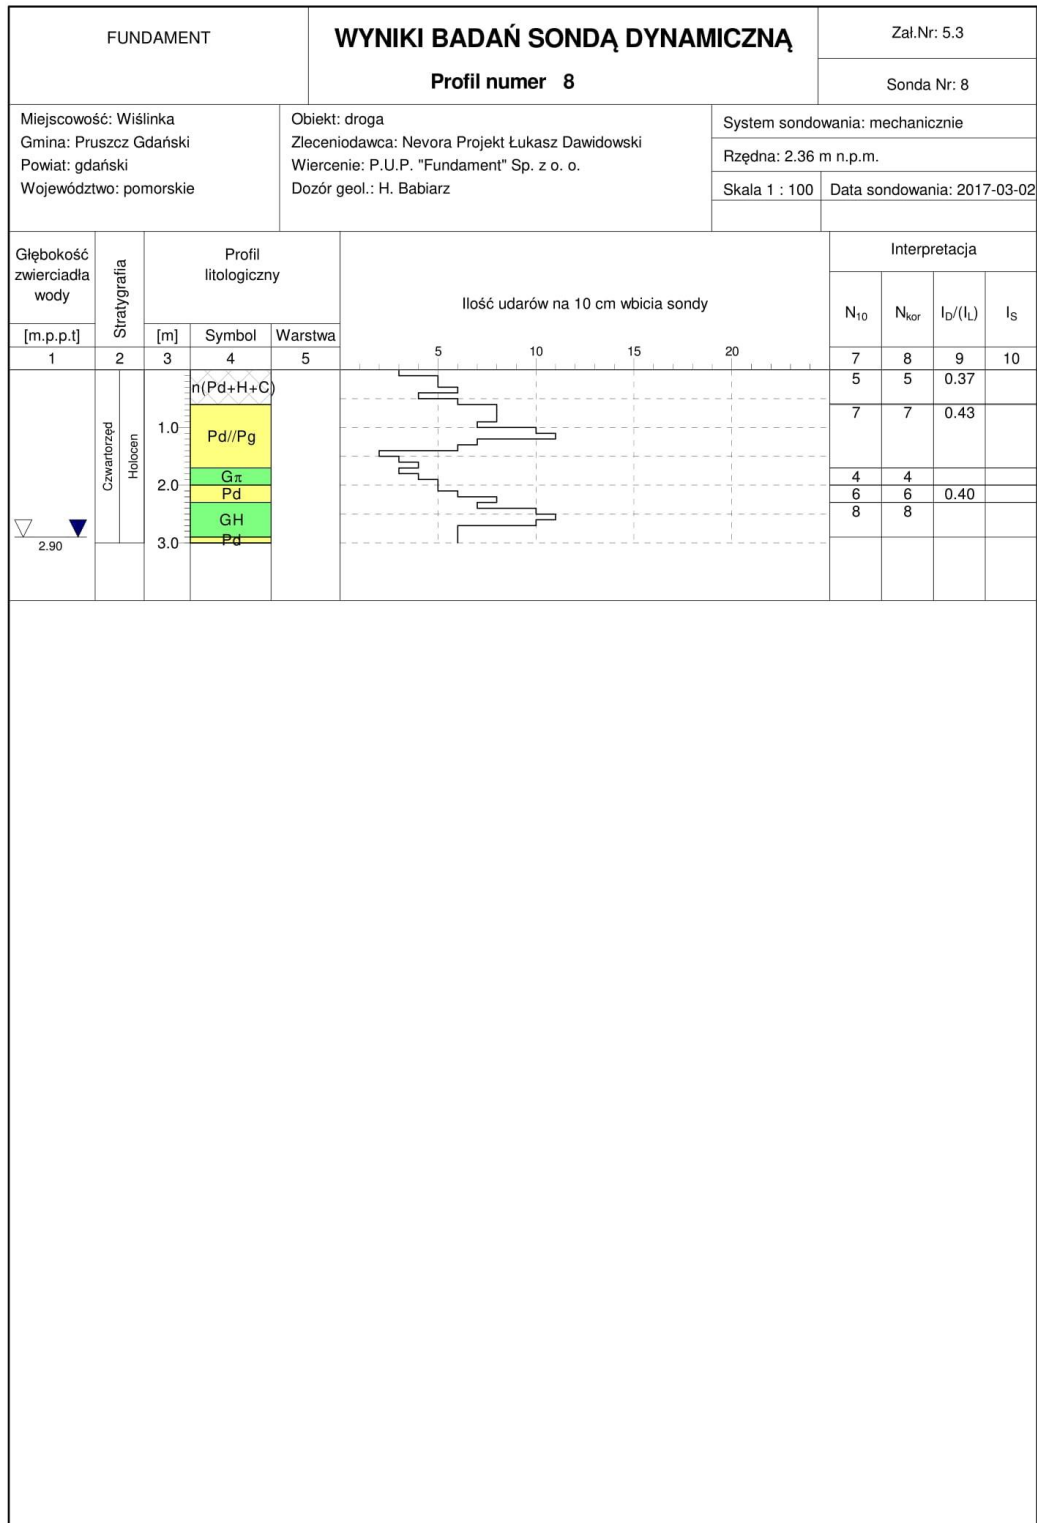 FUNDAMENT
WYNIKI BADAŃ SONDĄ DYNAMICZNĄ
Profil numer 8
Zał.Nr: 5.3
Sonda Nr: 8
Miejscowość: Wiślinka
Gmina: Pruszcz Gdański
Powiat: gdański
Województwo: pomorskie
Obiekt: droga
Zleceniodawca: Nevora Projekt Łukasz Dawidowski
Wiercenie: P.U.P. "Fundament" Sp. z o. o.
Dozór geol.: H. Babiarz
System sondowania: mechanicznie
Rzędna: 2.36 m n.p.m.
Skala 1 : 100 Data sondowania: 2017-03-02
Głębokość
zwierciadła
wody
[m.p.p.t]
Stratygrafia
Profil
litologiczny
[m] Symbol Warstwa
Ilość udarów na 10 cm wbicia sondy
5 10 15 20
Interpretacja
N10 Nkor ID/(IL) IS
1 2 3 4 5 7 8 9 10
Czwartorzęd
Holocen
n(Pd+H+C) 5 5 0.37
7 7 0.43
1.0 Pd//Pg
Gπ 4 4
2.0 Pd 6 6 0.40
GH 8 8
2.90
3.0 Pd